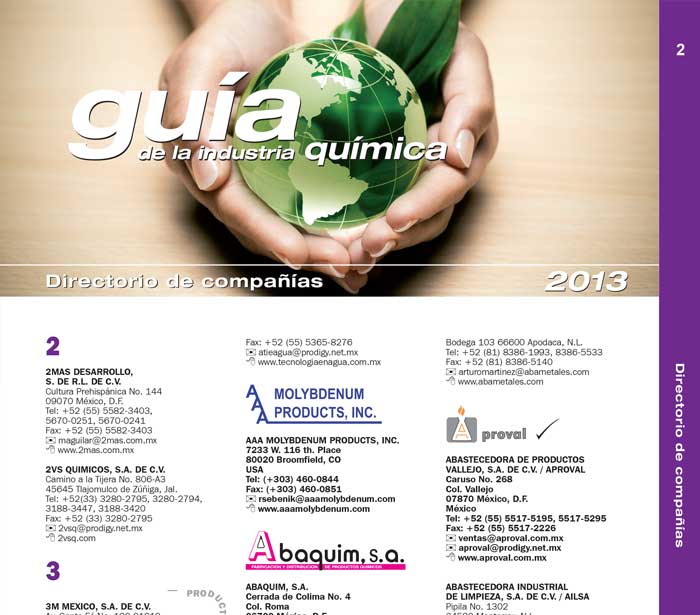 guía
de la industria química
Directorio de compañías
2013
2
Directorio de compañías
2
2MAS DESARROLLO,
S. DE R.L. DE C.V.
Cultura Prehispánica No. 144
09070 México, D.F.
Tel: +52 (55) 5582-3403,
5670-0251, 5670-0241
Fax: +52 (55) 5582-3403
maguilar@2mas.com.mx
www.2mas.com.mx
2VS QUIMICOS, S.A. DE C.V.
Camino a la Tijera No. 806-A3
45645 Tlajomulco de Zúñiga, Jal.
Tel: +52(33) 3280-2795, 3280-2794,
3188-3447, 3188-3420
Fax: +52 (33) 3280-2795
2vsq@prodigy.net.mx
2vsq.com
3
3M MEXICO, S.A. DE C.V.
PRODUCT
Fax: +52 (55) 5365-8276
atieagua@prodigy.net.mx
www.tecnologiaenagua.com.mx
AAA MOLYBDENUM
PRODUCTS, INC.
AAA MOLYBDENUM PRODUCTS, INC.
7233 W. 116 th. Place
80020 Broomfield, CO
USA
Tel: (+303) 460-0844
Fax: (+303) 460-0851
rsebenik@aaamolybdenum.com
www.aaamolybdenum.com
Abaquim, s.a.
FABRICACION Y DISTRIBUCION DE PRODUCTOS QUIMICOS
ABAQUIM, S.A.
Cerrada de Colima No. 4
Col. Roma
06700 México, D.F.
Bodega 103 66600 Apodaca, N.L.
Tel: +52 (81) 8386-1993, 8386-5533
Fax: +52 (81) 8386-5140
arturomartinez@abametales.com
www.abametales.com
A proval
ABASTECEDORA DE PRODUCTOS
VALLEJO, S.A. DE C.V. / APROVAL
Caruso No. 268
Col. Vallejo
07870 México, D.F.
México
Tel: +52 (55) 5517-5195, 5517-5295
Fax: +52 (55) 5517-2226
ventas@aproval.com.mx
aproval@prodigy.net.mx
www.aproval.com.mx
ABASTECEDORA INDUSTRIAL
DE LIMPIEZA, S.A. DE C.V. / AILSA
Pipila No. 1302